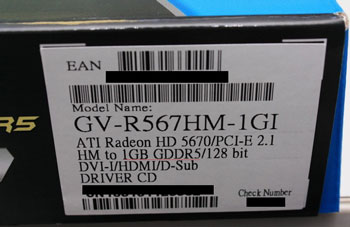 EAN
R5
Model Name:
GV-R567HM-1GI
ATI Radeon HD 5670/PCI-E 2.1
HM to 1GB GDDR5/128 bit
DVI-I/HDMI/D-Sub
DRIVER CD
Check Number